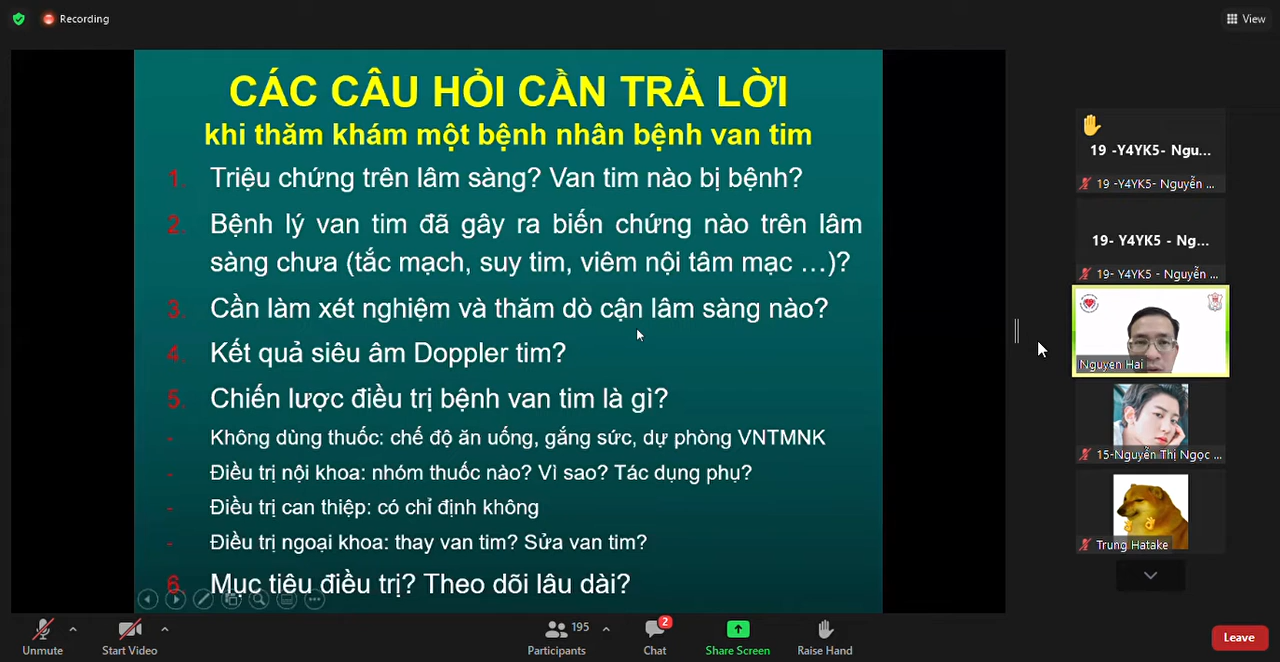 Recording
View
CÁC CÂU HỎI CẦN TRẢ LỜI
khi thăm khám một bệnh nhân bệnh van tim
1. Triệu chứng trên lâm sàng? Van tim nào bị bệnh?
2. Bệnh lý van tim đã gây ra biến chứng nào trên lâm
sàng chưa (tắc mạch, suy tim, viêm nội tâm mạc ...)?
3. Cần làm xét nghiệm và thăm dò cận lâm sàng nào?
4. Kết quả siêu âm Doppler tim?
5. Chiến lược điều trị bệnh van tim là gì?
- Không dùng thuốc: chế độ ăn uống, gắng sức, dự phòng VNTMNK
- Điều trị nội khoa: nhóm thuốc nào? Vì sao? Tác dụng phụ?
- Điều trị can thiệp: có chỉ định không
- Điều trị ngoại khoa: thay van tim? Sửa van tim?
6. Mục tiêu điều trị? Theo dõi lâu dài?
19 -Y4YK5- Ngu...
19 -Y4YK5- Nguyễn ...
19- Y4YK5 - Ng...
19- Y4YK5 - Nguyễn ...
Nguyen Hai
15-Nguyễn Thị Ngọc ...
Trung Hatake
Unmute
Start Video
195
Participants
2
Chat
Share Screen
Raise Hand
Leave